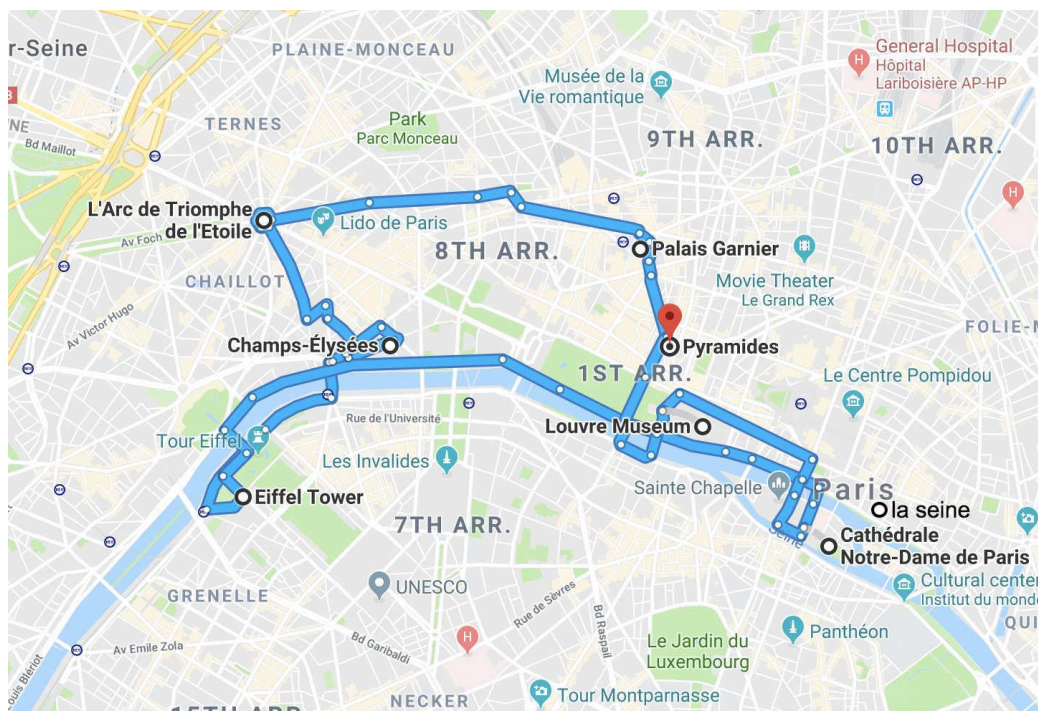 r-Seine
PLAINE-MONCEAU
General Hospital
Hôpital
Lariboisière AP-HP
H
Musée de la
Vie romantique
TERNES
Park
Parc Monceau
9TH ARR.
10TH ARR.
Bd Maillot
NE
H
L'Arc de Triomphe
de l'Etoile
Lido de Paris
Av Foch
8TH ARR.
Palais Garnier
CHAILLOT
Movie Theater
Le Grand Rex
Av Victor Hugo
FOLIE-M
Champs-Élysées
Pyramides
1ST ARR.
Le Centre Pompidou
Rue de l'Université
Louvre Museum
Tour Eiffel
Les Invalides
Sainte Chapelle
Paris
Eiffel Tower
la seine
7TH ARR.
Seine
Cathédrale
Notre-Dame de Paris
UNESCO
Cultural center
Institut du monde
GRENELLE
Rue de Sèvres
QUI
Bd Raspail
Panthéon
Av Emile Zola
Bd Garibaldi
H
Le Jardin du
Luxembourg
Louis Blériot
NECKER
Tour Montparnasse
15TH ARR